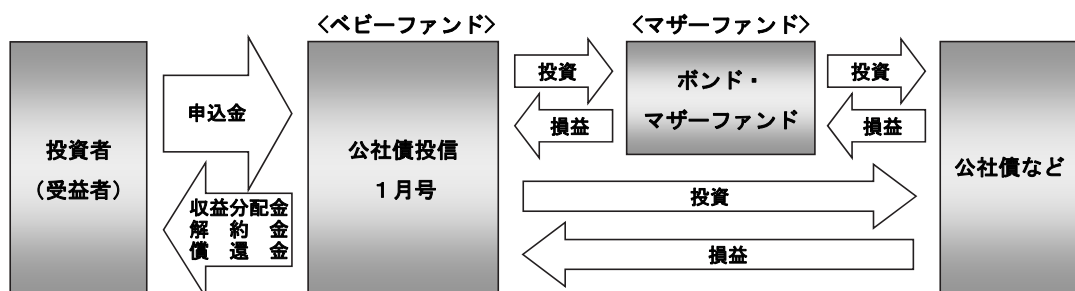 <ベビーファンド>
<マザーファンド>
投資者
(受益者)
申込金
収益分配金
解約金
償還金
公社債投信
1月号
投資
損益
ボンド・
マザーファンド
投資
損益
投資
損益
公社債など